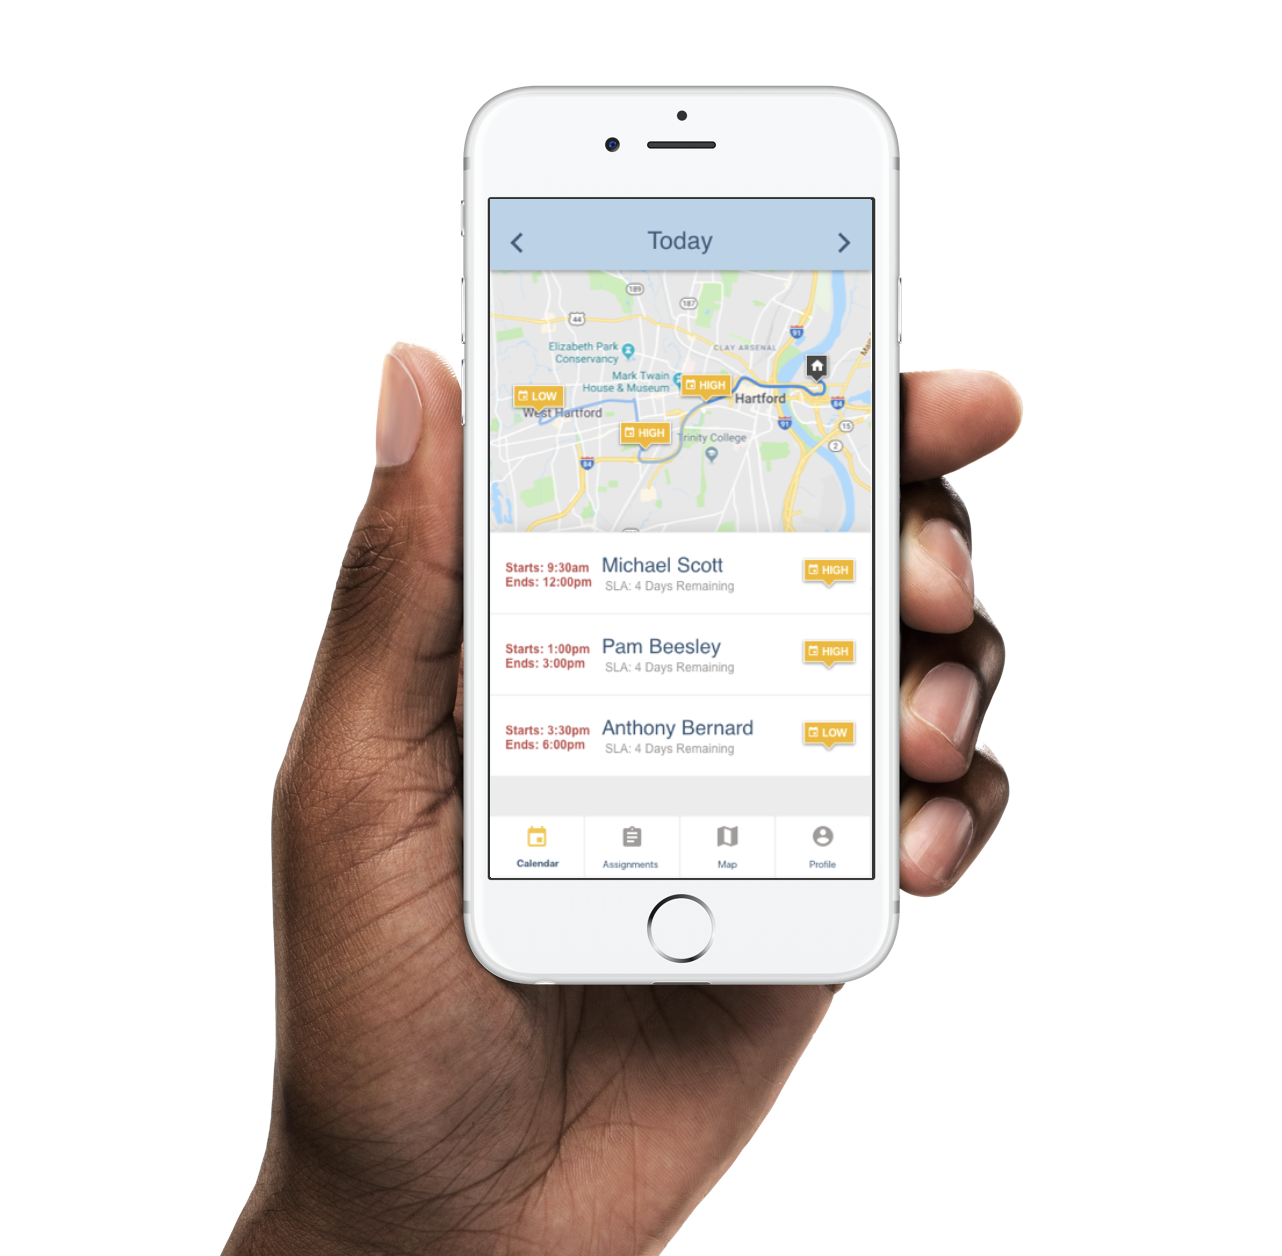 Today
189
187
44
91
CLAY ARSENAL
Elizabeth Park
Conservancy
Mark Twain
House & Museum
HIGH
LOW
Hartford
West Hartford
84
91
HIGH
Trinity College
15
2
84
Starts: 9:30am
Ends: 12:00pm
Michael Scott
SLA: 4 Days Remaining
HIGH
Starts: 1:00pm
Ends: 3:00pm
Pam Beesley
SLA: 4 Days Remaining
HIGH
Starts: 3:30pm
Ends: 6:00pm
Anthony Bernard
SLA: 4 Days Remaining
LOW
Calendar
Assignments
Map
Profile